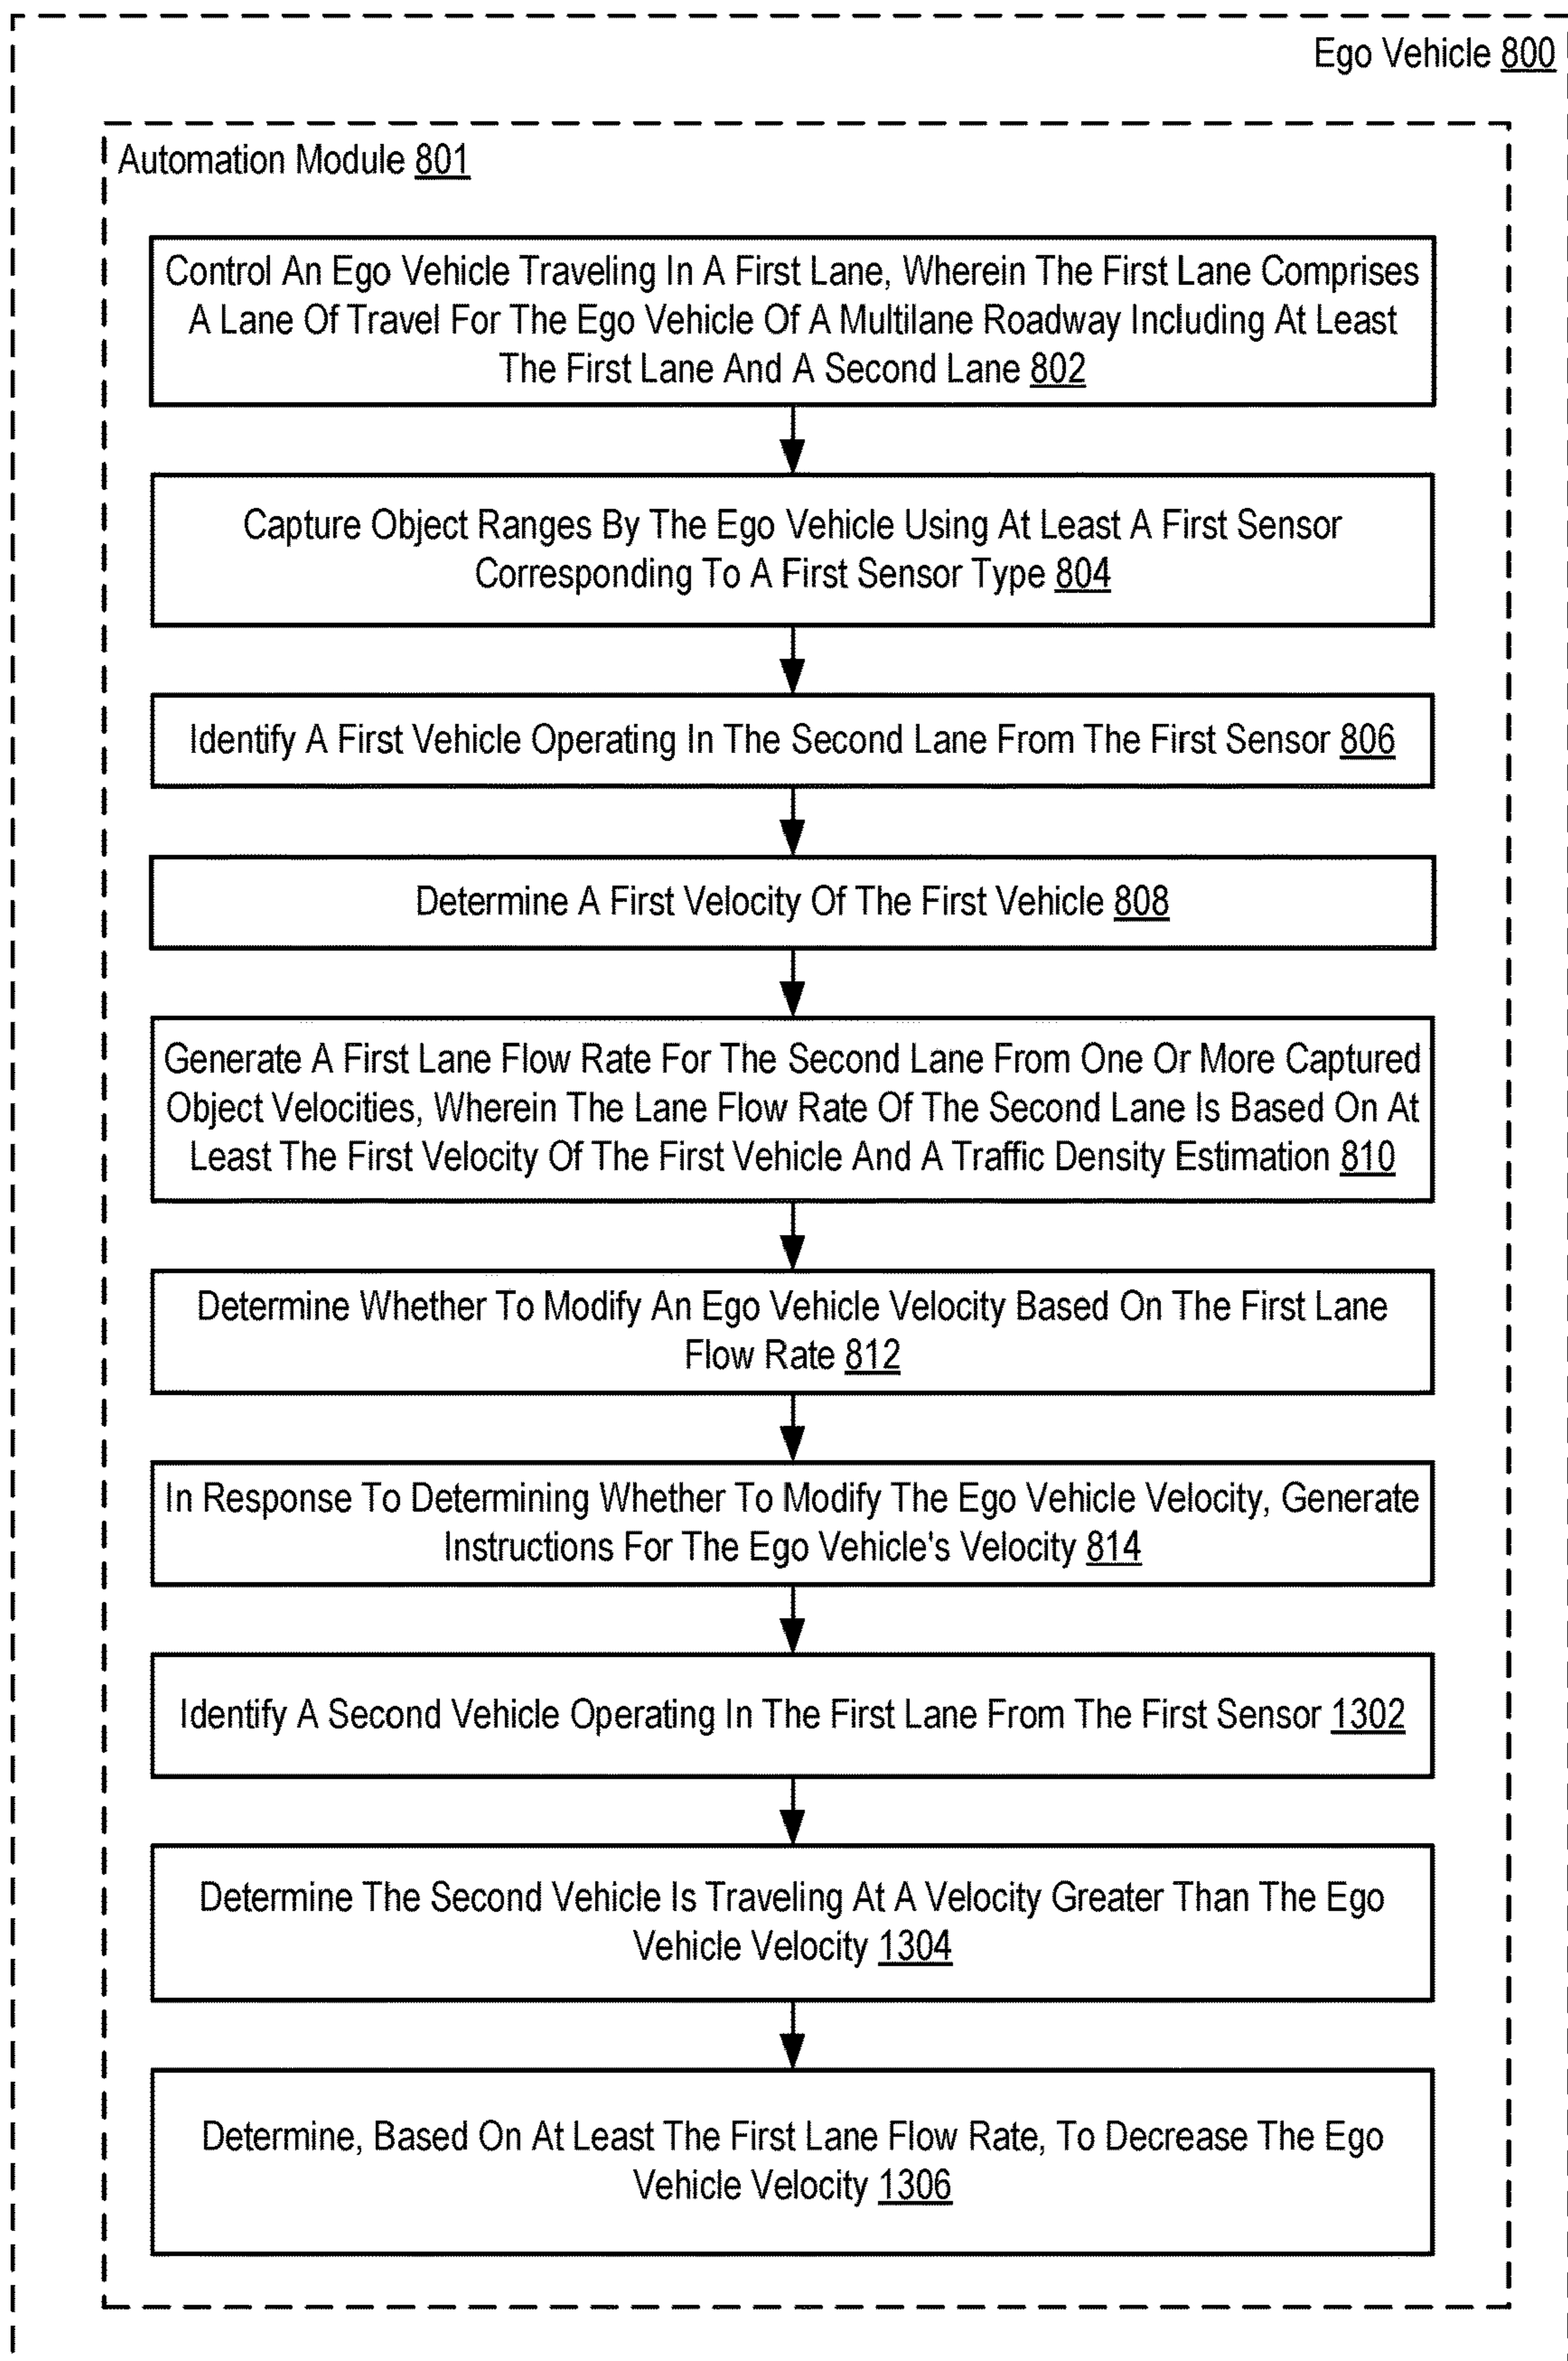 Ego Vehicle 800
Automation Module 801
Control An Ego Vehicle Traveling In A First Lane, Wherein The First Lane Comprises
A Lane Of Travel For The Ego Vehicle Of A Multilane Roadway Including At Least
The First Lane And A Second Lane 802
Capture Object Ranges By The Ego Vehicle Using At Least A First Sensor
Corresponding To A First Sensor Type 804
Identify A First Vehicle Operating In The Second Lane From The First Sensor 806
Determine A First Velocity Of The First Vehicle 808
Generate A First Lane Flow Rate For The Second Lane From One Or More Captured
Object Velocities, Wherein The Lane Flow Rate Of The Second Lane Is Based On At
Least The First Velocity Of The First Vehicle And A Traffic Density Estimation 810
Determine Whether To Modify An Ego Vehicle Velocity Based On The First Lane
Flow Rate 812
In Response To Determining Whether To Modify The Ego Vehicle Velocity, Generate
Instructions For The Ego Vehicle's Velocity 814
Identify A Second Vehicle Operating In The First Lane From The First Sensor 1302
Determine The Second Vehicle Is Traveling At A Velocity Greater Than The Ego
Vehicle Velocity 1304
Determine, Based On At Least The First Lane Flow Rate, To Decrease The Ego
Vehicle Velocity 1306